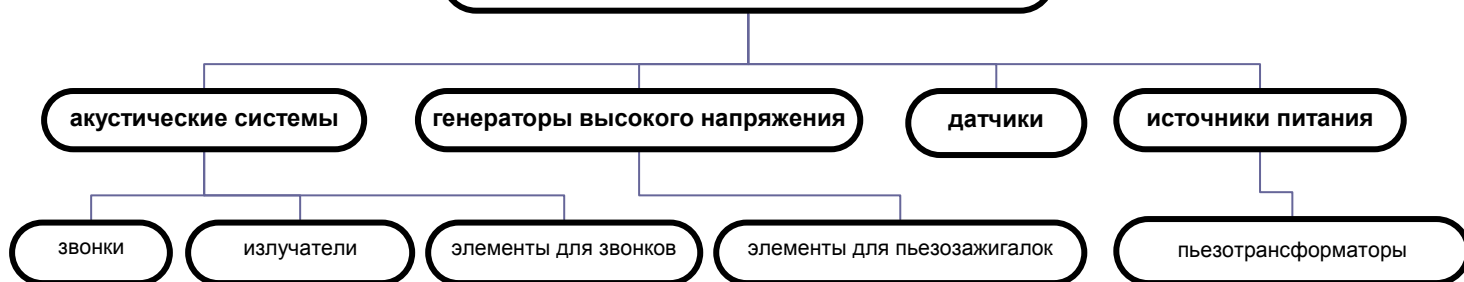 акустические системы
генераторы высокого напряжения
датчики
источники питания
звонки
излучатели
элементы для звонков
элементы для пьезозажигалок
пьезотрансформаторы